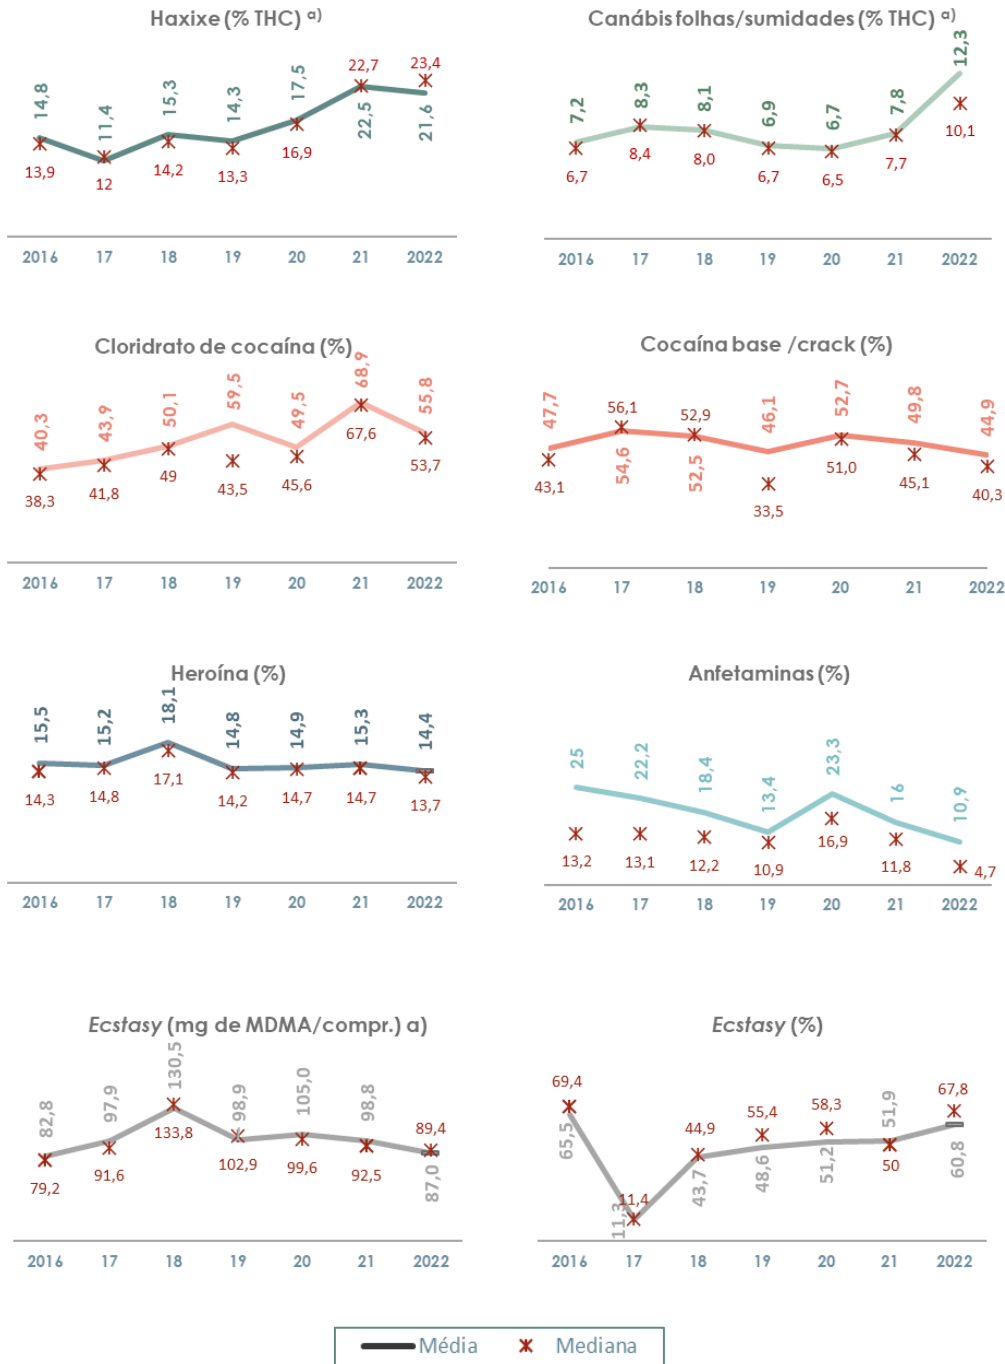 Haxixe (% THC) a)
14,8 11,4 15,3 14,3 17,5 22,5 21,6
13,9 12 14,2 13,3 16,9 22,7 23,4
2016 17 18 19 20 21 2022
Canábis folhas/sumidades (% THC) a)
7,2 8,3 8,1 6,9 6,7 7,8 12,3
6,7 8,4 8,0 6,7 6,5 7,7 10,1
2016 17 18 19 20 21 2022
Cloridrato de cocaína (%)
40,3 43,9 50,1 59,5 49,5 68,9 55,8
38,3 41,8 49 43,5 45,6 67,6 53,7
2016 17 18 19 20 21 2022
Cocaína base /crack (%)
47,7 54,6 52,5 46,1 52,7 49,8 44,9
43,1 56,1 52,9 33,5 51,0 45,1 40,3
2016 17 18 19 20 21 2022
Heroína (%)
15,5 15,2 18,1 14,8 14,9 15,3 14,4
14,3 14,8 17,1 14,2 14,7 14,7 13,7
2016 17 18 19 20 21 2022
Anfetaminas (%)
25 22,2 18,4 13,4 23,3 16 10,9
13,2 13,1 12,2 10,9 16,9 11,8 4,7
2016 17 18 19 20 21 2022
Ecstasy (mg de MDMA/compr.) a)
82,8 97,9 130,5 98,9 105,0 98,8 87,0
79,2 91,6 133,8 102,9 99,6 92,5 89,4
2016 17 18 19 20 21 2022
Ecstasy (%)
65,5 11,3 43,7 48,6 51,2 51,9 60,8
69,4 11,4 44,9 55,4 58,3 50 67,8
2016 17 18 19 20 21 2022
Média Mediana